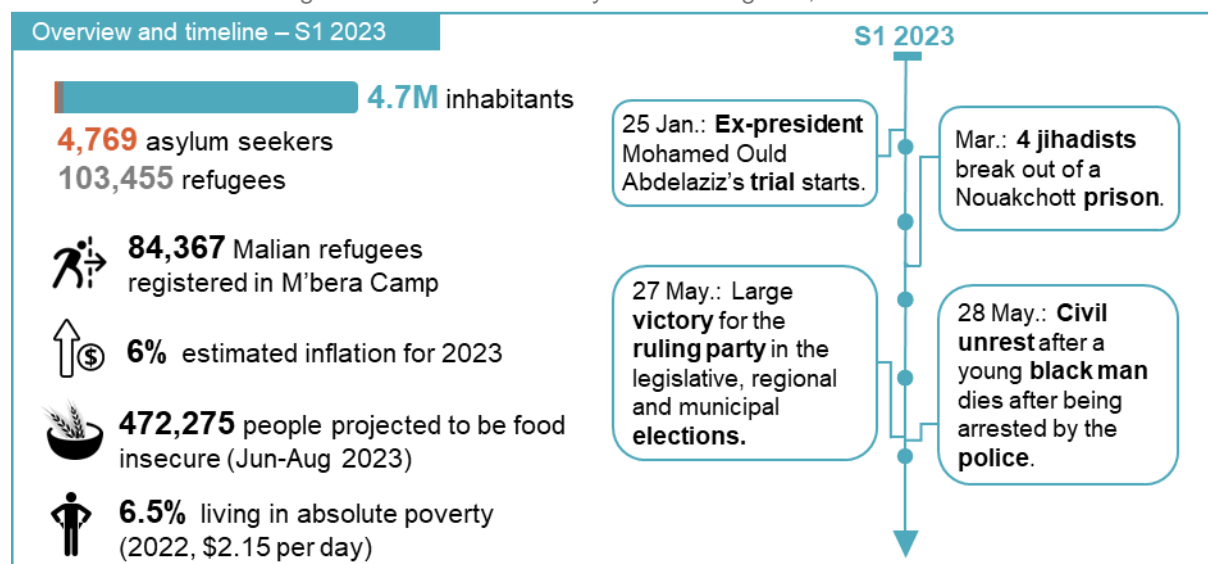 Overview and timeline – S1 2023
4.7M inhabitants
4,769 asylum seekers
103,455 refugees
84,367 Malian refugees
registered in M'bera Camp
6% estimated inflation for 2023
472,275 people projected to be food
insecure (Jun-Aug 2023)
6.5% living in absolute poverty
(2022, $2.15 per day)
S1 2023
25 Jan.: Ex-president
Mohamed Ould
Abdelaziz's trial starts.
Mar.: 4 jihadists
break out of a
Nouakchott prison.
27 May.: Large
victory for the
ruling party in the
legislative, regional
and municipal
elections.
28 May.: Civil
unrest after a
young black man
dies after being
arrested by the
police.